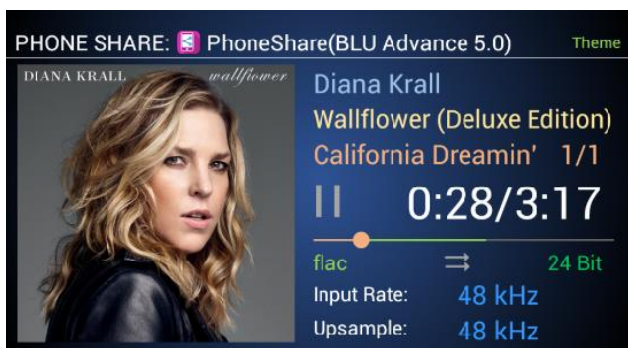 PHONE SHARE: PhoneShare(BLU Advance 5.0) Theme
DIANA KRALL wallflower
Diana Krall
Wallflower (Deluxe Edition)
California Dreamin' 1/1
0:28/3:17
flac 24 Bit
Input Rate: 48 kHz
Upsample: 48 kHz